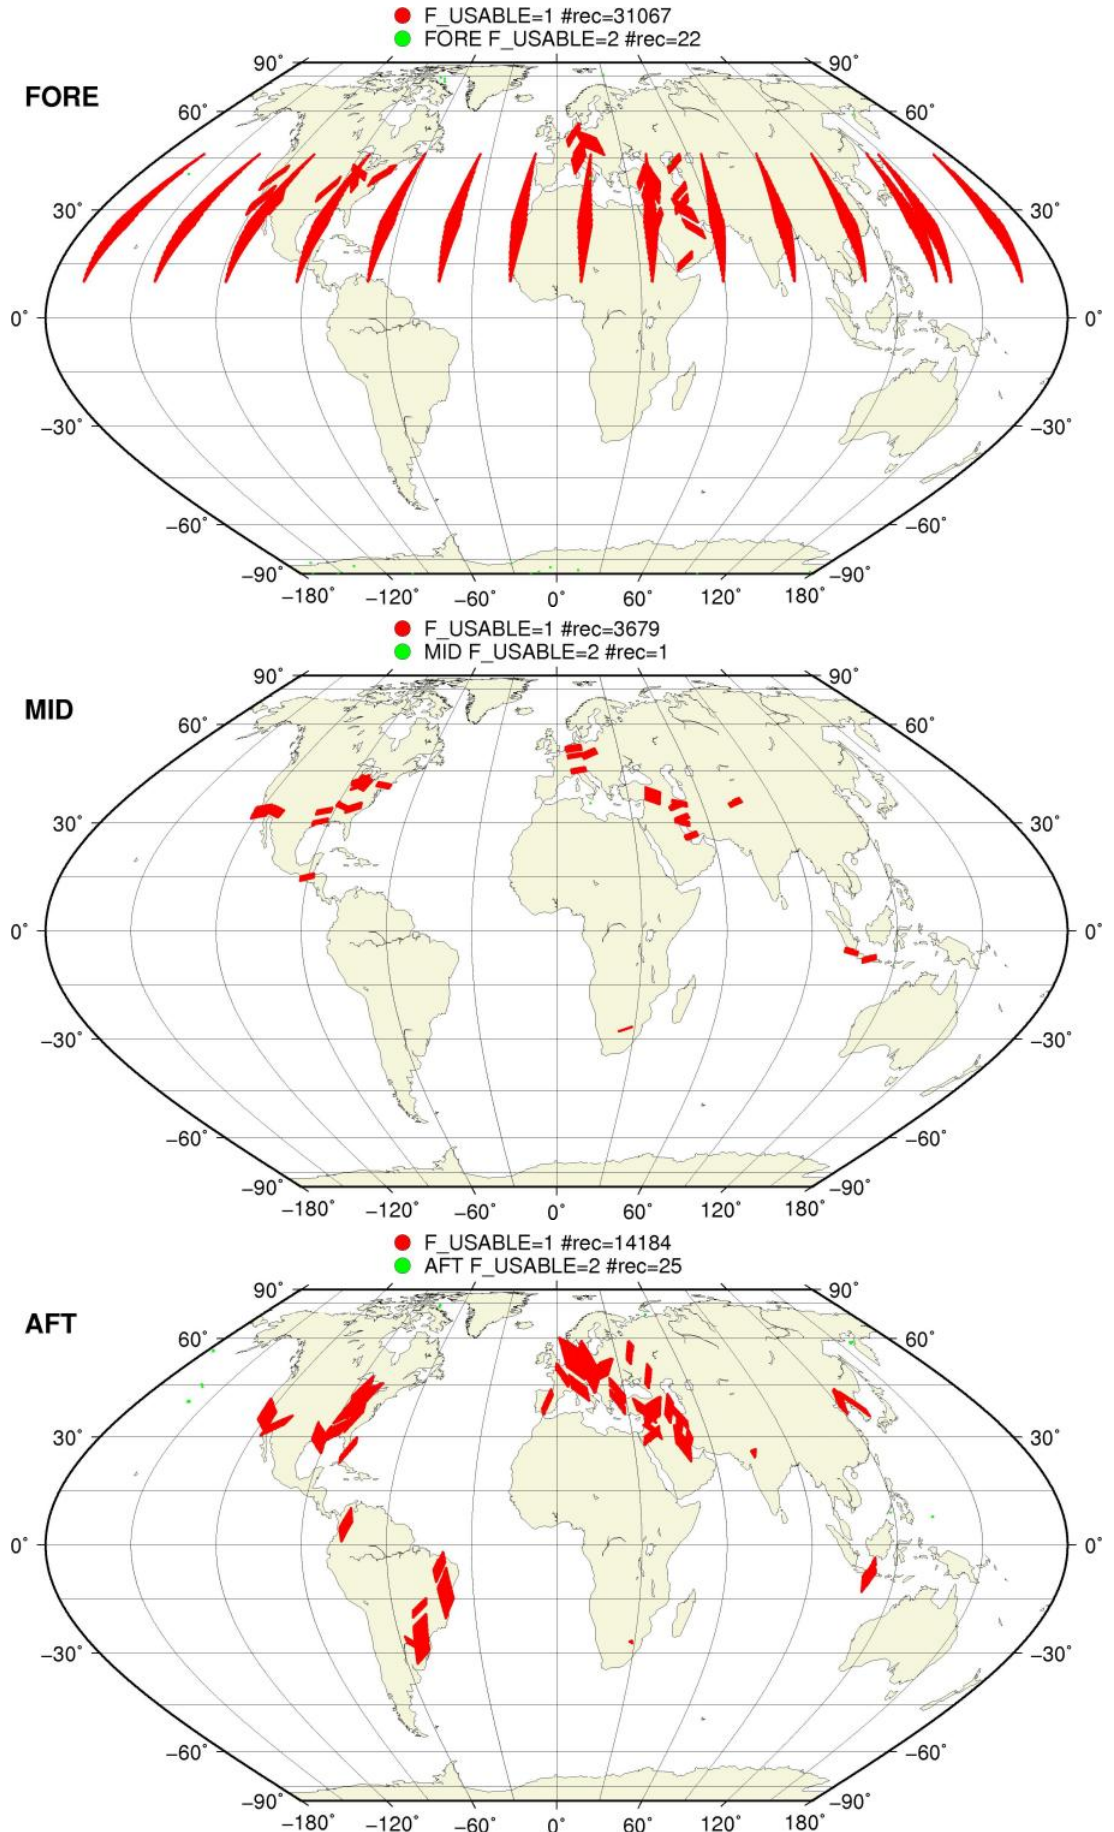 F_USABLE=1 #rec=31067
FORE F_USABLE=2 #rec=22
FORE
90° 90°
60° 60°
30° 30°
0° 0°
−30° −30°
−60° −60°
−90° −90°
−180° −120° −60° 0° 60° 120° 180°
F_USABLE=1 #rec=3679
MID F_USABLE=2 #rec=1
MID
90° 90°
60° 60°
30° 30°
0° 0°
−30° −30°
−60° −60°
−90° −90°
−180° −120° −60° 0° 60° 120° 180°
F_USABLE=1 #rec=14184
AFT F_USABLE=2 #rec=25
AFT
90° 90°
60° 60°
30° 30°
0° 0°
−30° −30°
−60° −60°
−90° −90°
−180° −120° −60° 0° 60° 120° 180°